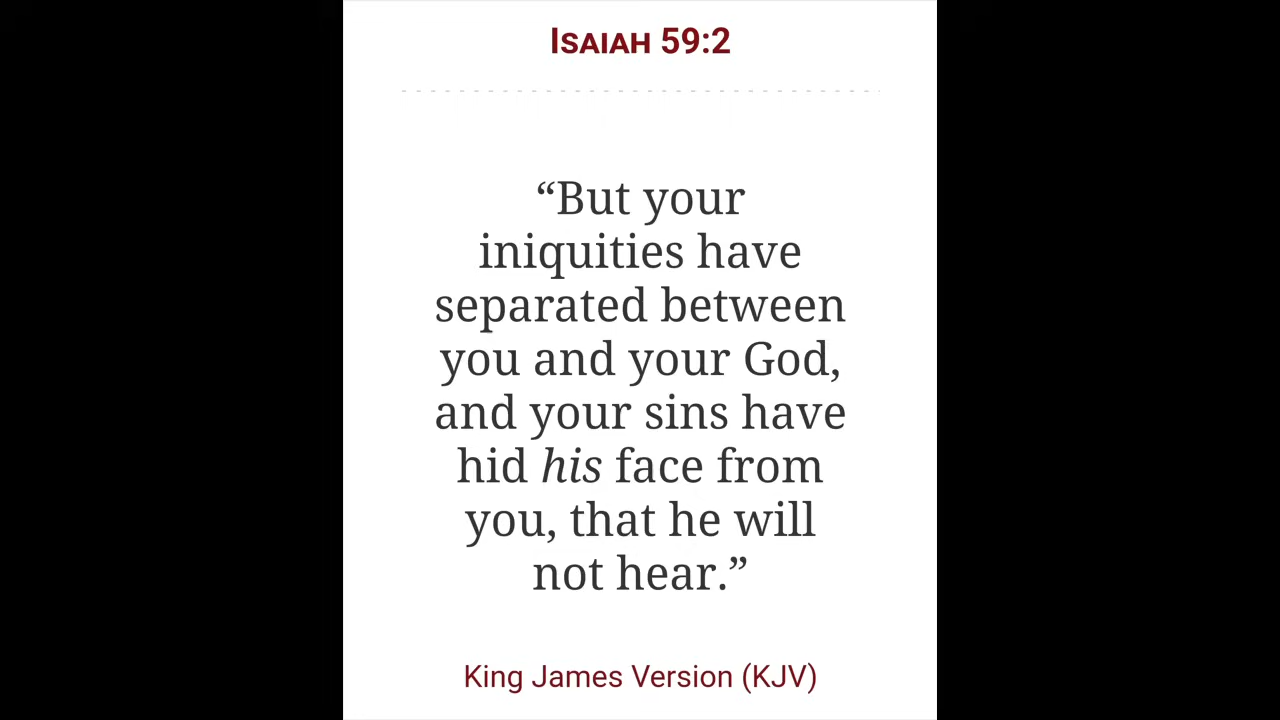 Isaiah 59:2
“But your
iniquities have
separated between
you and your God,
and your sins have
hid his face from
you, that he will
not hear.”
King James Version (KJV)